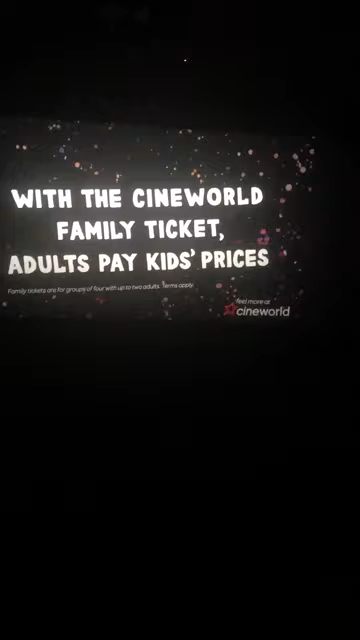 WITH THE CINEWORLD
FAMILY TICKET,
ADULTS PAY KIDS' PRICES
Family tickets are for groups of four with up to two adults. Terms apply.
feel more at
cineworld